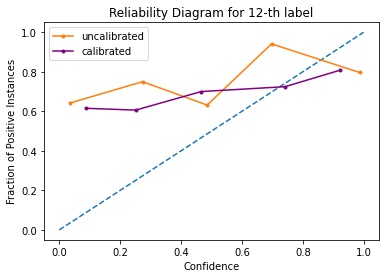 Reliability Diagram for 12-th label
uncalibrated
calibrated
Fraction of Positive Instances
1.0
0.8
0.6
0.4
0.2
0.0
0.0 0.2 0.4 0.6 0.8 1.0
Confidence